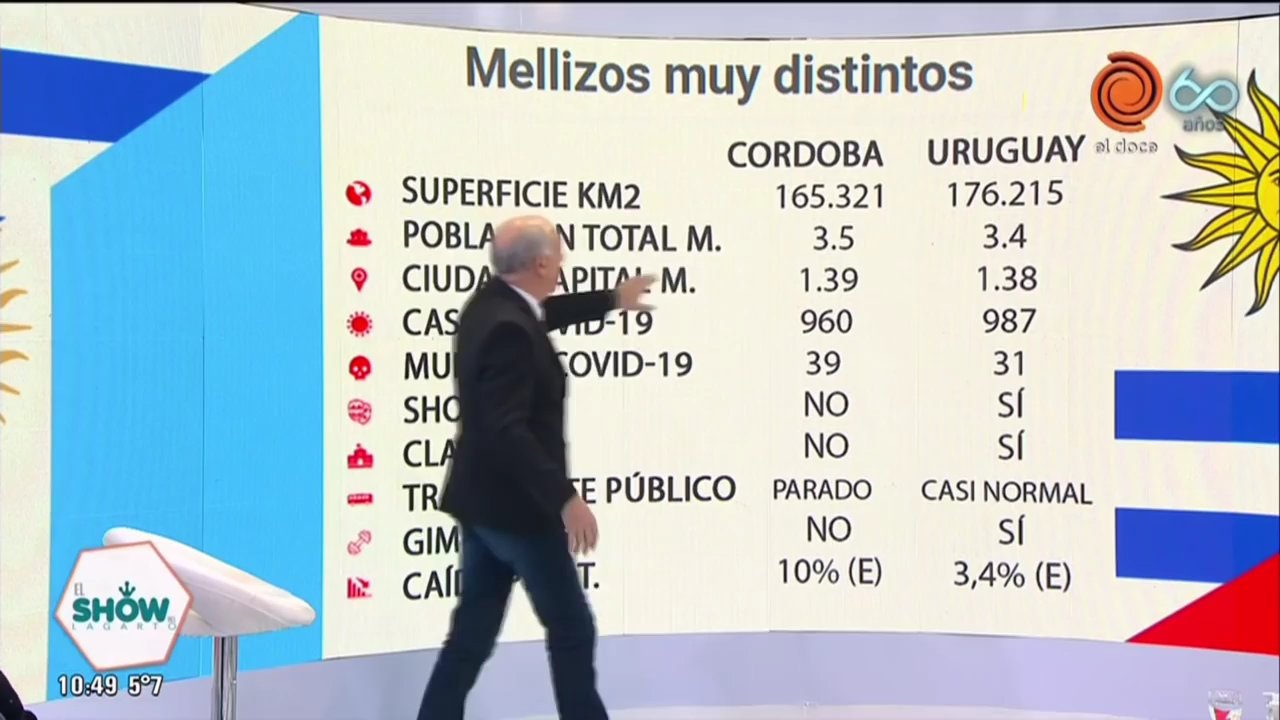 Mellizos muy distintos
60
años
el doce
CORDOBA URUGUAY
SUPERFICIE KM2 165.321 176.215
POBLA N TOTAL M. 3.5 3.4
CIUDA APITAL M. 1.39 1.38
CAS VID-19 960 987
MU COVID-19 39 31
SHO NO SÍ
CLA NO SÍ
TR TE PÚBLICO PARADO CASI NORMAL
GIM NO SÍ
CAÍ T. 10% (E) 3,4% (E)
EL
SHOW
LAGARTO
10:49 5°7